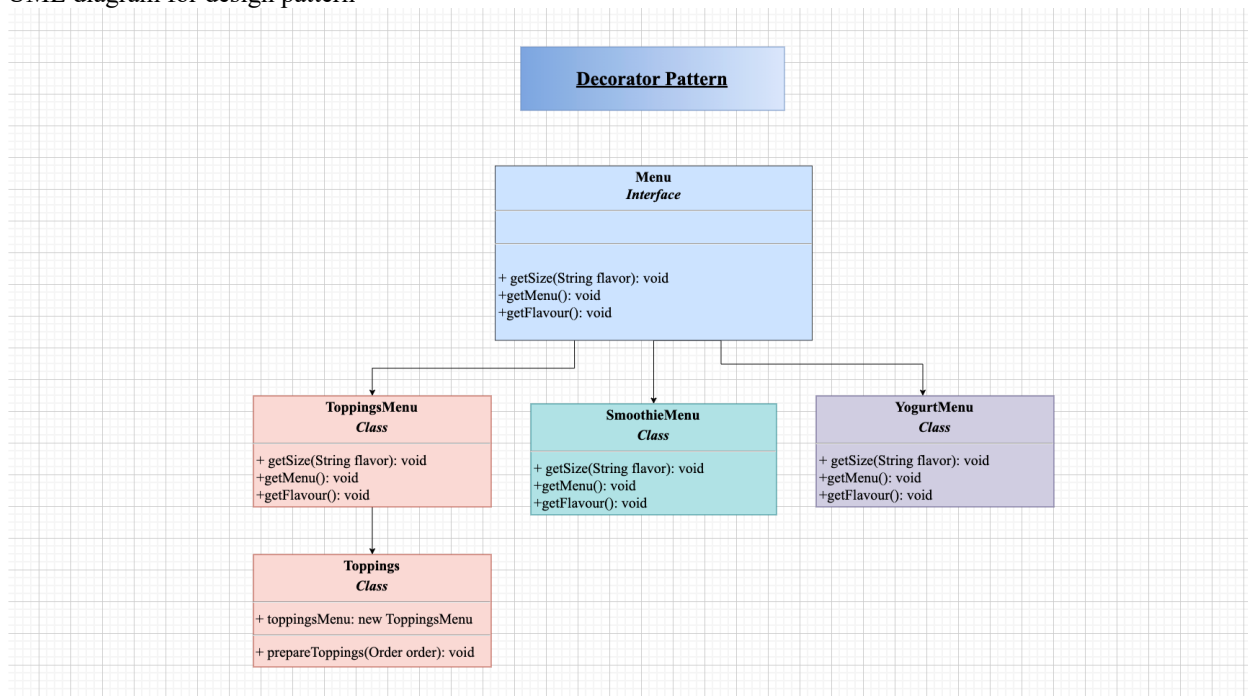 UML diagram for design pattern
Decorator Pattern
Menu
Interface
+ getSize(String flavor): void
+getMenu(): void
+getFlavour(): void
ToppingsMenu
Class
+ getSize(String flavor): void
+getMenu(): void
+getFlavour(): void
SmoothieMenu
Class
+ getSize(String flavor): void
+getMenu(): void
+getFlavour(): void
YogurtMenu
Class
+ getSize(String flavor): void
+getMenu(): void
+getFlavour(): void
Toppings
Class
+ toppingsMenu: new ToppingsMenu
+ prepareToppings(Order order): void